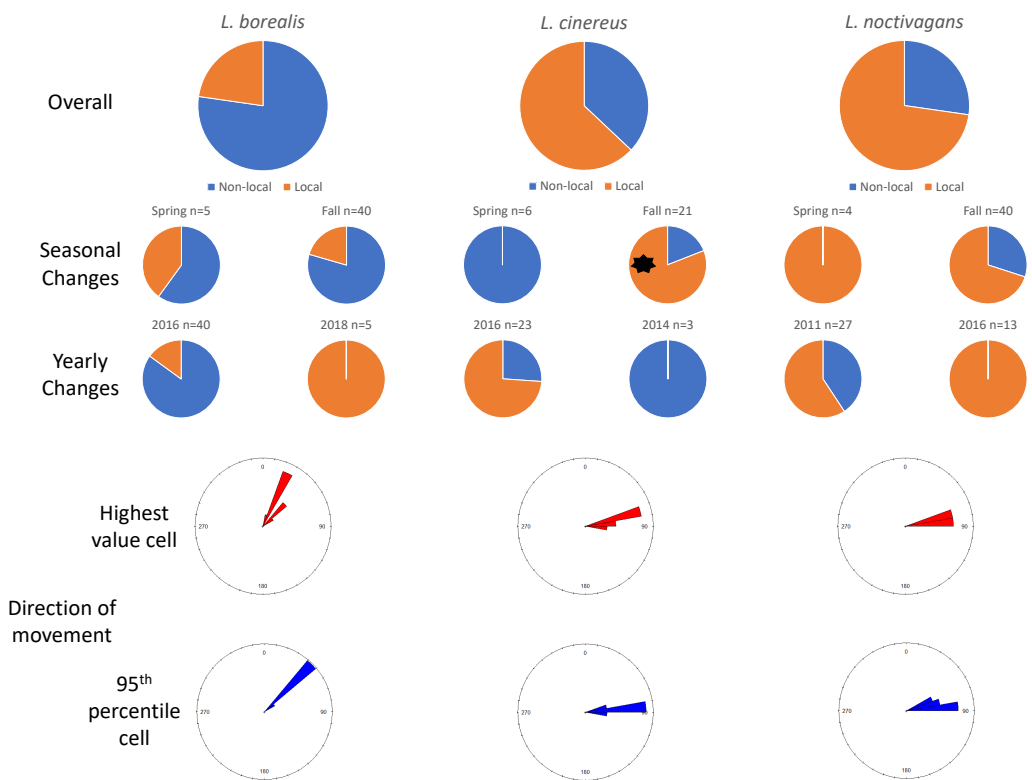 L. borealis
L. cinereus
L. noctivagans
Overall
Non-local Local
Non-local Local
Non-local Local
Spring n=5
Fall n=40
Spring n=6
Fall n=21
Spring n=4
Fall n=40
Seasonal
Changes
2016 n=40
2018 n=5
2016 n=23
2014 n=3
2011 n=27
2016 n=13
Yearly
Changes
Highest
value cell
0
270
90
180
0
270
90
180
0
270
90
180
Direction of
movement
95th
percentile
cell
0
270
90
180
0
270
90
180
0
270
90
180